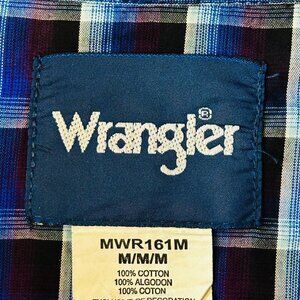 Wrangler®
MWR161M
M/M/M
100% COTTON
100% ALGODON
100% COTON